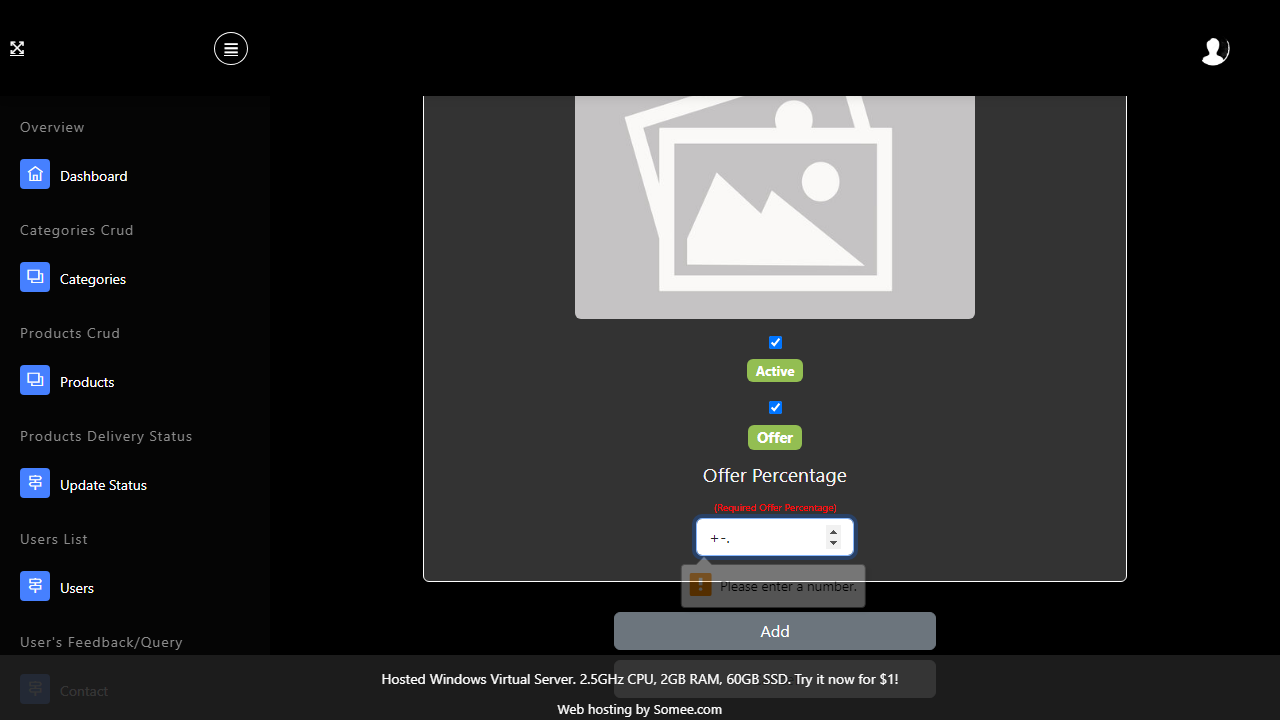 Overview
Dashboard
Categories Crud
Categories
Products Crud
Products
Products Delivery Status
Update Status
Users List
Users
User's Feedback/Query
Contact
Active
Offer
Offer Percentage
(Required Offer Percentage)
+-.
Please enter a number.
Add
Hosted Windows Virtual Server. 2.5GHz CPU, 2GB RAM, 60GB SSD. Try it now for $1!
Web hosting by Somee.com